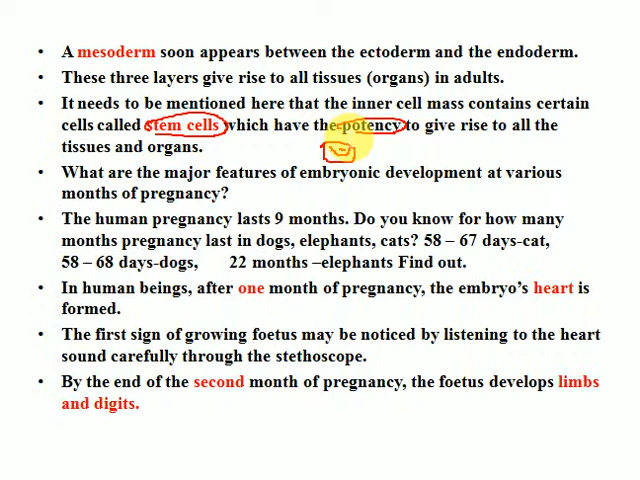 • A mesoderm soon appears between the ectoderm and the endoderm.
• These three layers give rise to all tissues (organs) in adults.
• It needs to be mentioned here that the inner cell mass contains certain
cells called stem cells which have the potency to give rise to all the
tissues and organs.
• What are the major features of embryonic development at various
months of pregnancy?
• The human pregnancy lasts 9 months. Do you know for how many
months pregnancy last in dogs, elephants, cats? 58 – 67 days-cat,
58 – 68 days-dogs, 22 months –elephants Find out.
• In human beings, after one month of pregnancy, the embryo's heart is
formed.
• The first sign of growing foetus may be noticed by listening to the heart
sound carefully through the stethoscope.
• By the end of the second month of pregnancy, the foetus develops limbs
and digits.